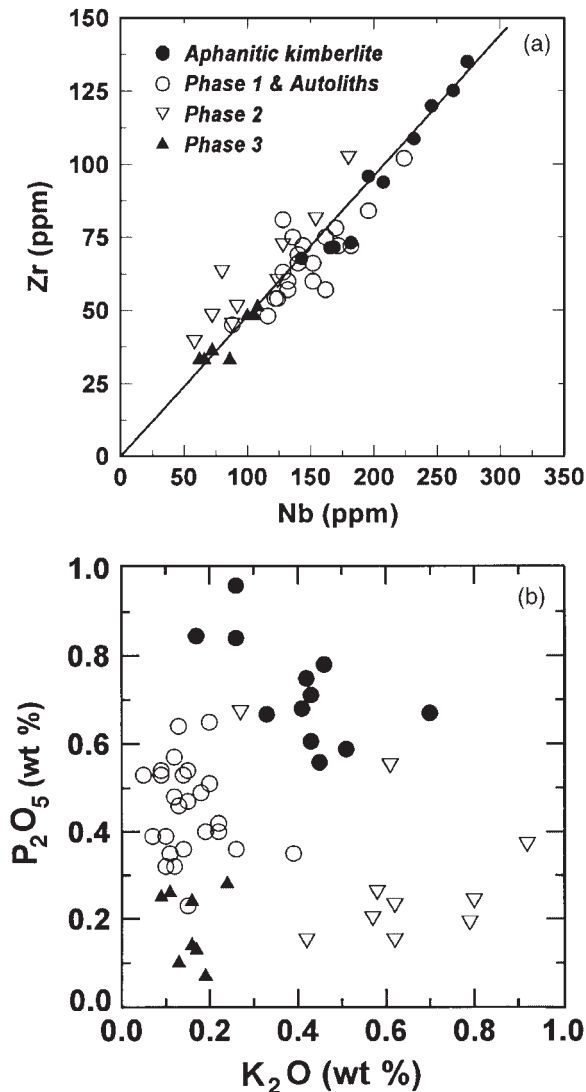 (a)
Aphanitic kimberlite
Phase 1 & Autoliths
Phase 2
Phase 3
Zr (ppm)
150
125
100
75
50
25
0
0 50 100 150 200 250 300 350
Nb (ppm)
(b)
P2O5 (wt %)
1.0
0.8
0.6
0.4
0.2
0.0
0.0 0.2 0.4 0.6 0.8 1.0
K2O (wt %)